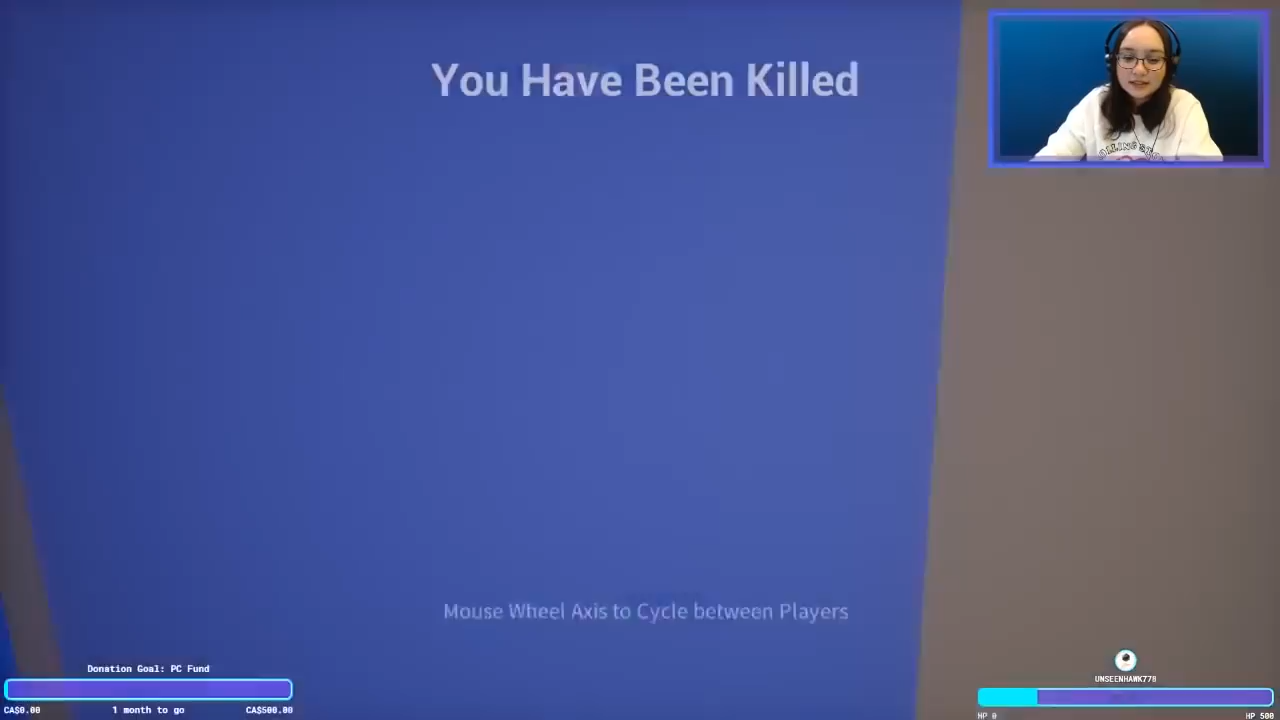 You Have Been Killed
Mouse Wheel Axis to Cycle between Players
Donation Goal: PC Fund
CA$0.00 1 month to go CA$500.00
UNSEENHAWK778
HP 0 HP 500